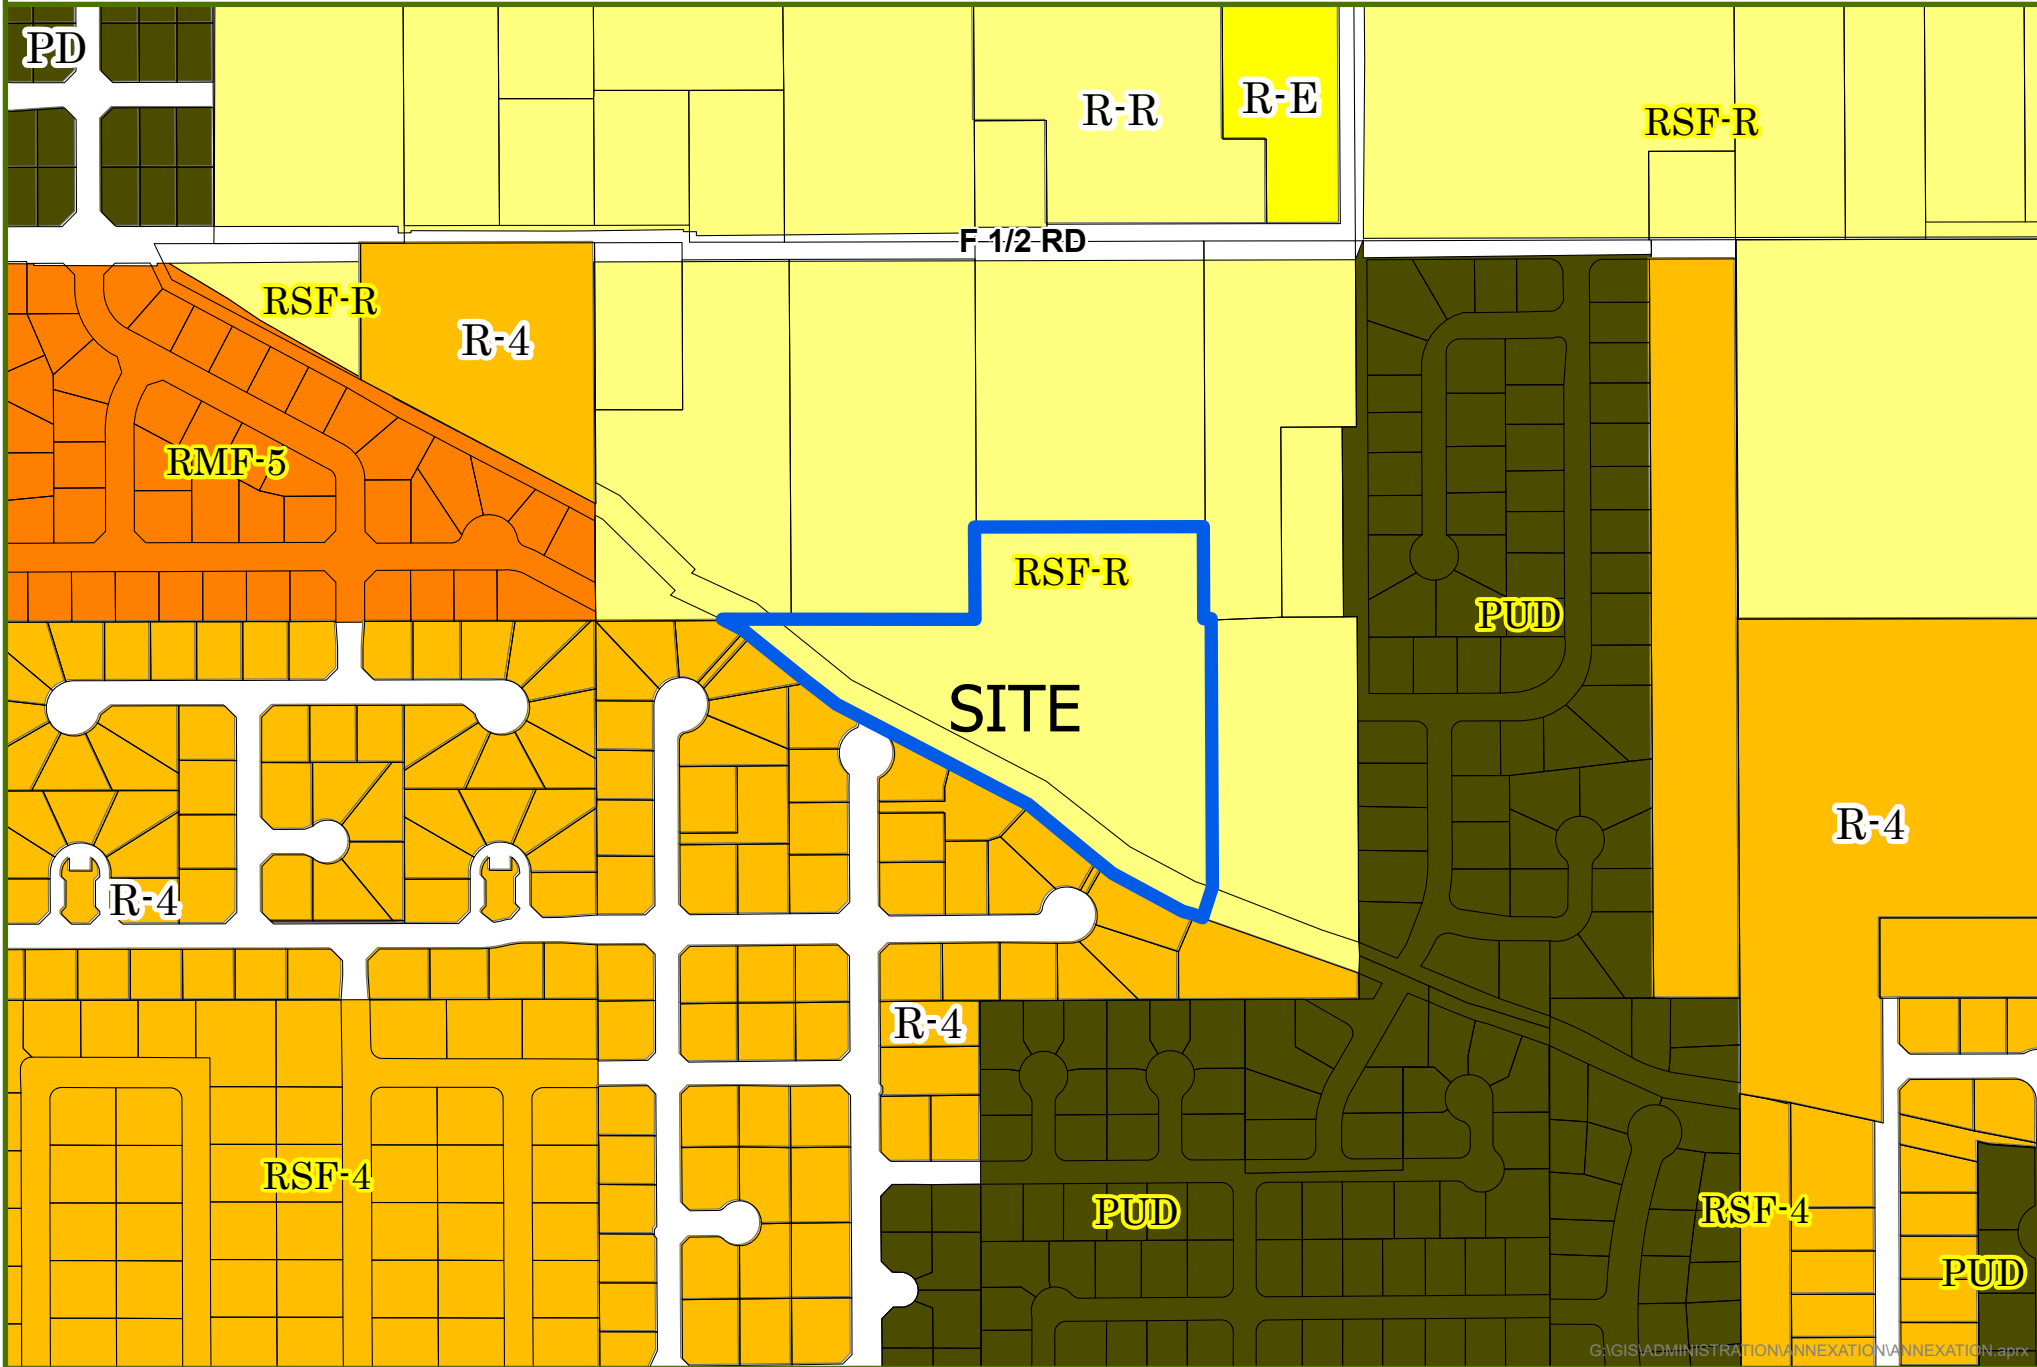 PD
R-R
R-E
RSF-R
F 1/2 RD
RSF-R
R-4
RMF-5
RSF-R
PUD
SITE
R-4
R-4
R-4
RSF-4
PUD
RSF-4
PUD
G:\GIS\ADMINISTRATION\ANNEXATION\ANNEXATION.aprx